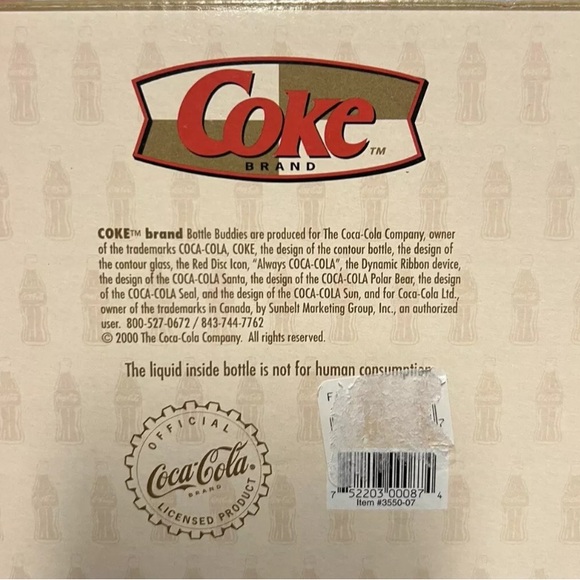 Coke™
BRAND
COKE™ brand Bottle Buddies are produced for The Coca-Cola Company, owner
of the trademarks COCA-COLA, COKE, the design of the contour bottle, the design of
the contour glass, the Red Disc Icon, “Always COCA-COLA”, the Dynamic Ribbon device,
the design of the COCA-COLA Santa, the design of the COCA-COLA Polar Bear, the design
of the COCA-COLA Seal, and the design of the COCA-COLA Sun, and for Coca-Cola Ltd.,
owner of the trademarks in Canada, by Sunbelt Marketing Group, Inc., an authorized
user. 800-527-0672 / 843-744-7762
© 2000 The Coca-Cola Company. All rights reserved.
The liquid inside bottle is not for human consumption
OFFICIAL
Coca-Cola®
BRAND
LICENSED PRODUCT
7 52203 00087 4
Item #3550-07